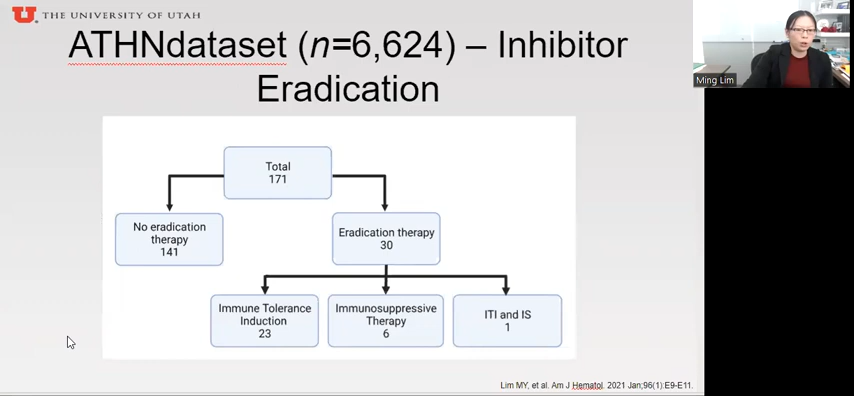 THE UNIVERSITY OF UTAH
ATHNdataset (n=6,624) – Inhibitor
Eradication
Ming Lim
Total
171
No eradication
therapy
141
Eradication therapy
30
Immune Tolerance
Induction
23
Immunosuppressive
Therapy
6
ITI and IS
1
Lim MY, et al. Am J Hematol. 2021 Jan;96(1):E9-E11.